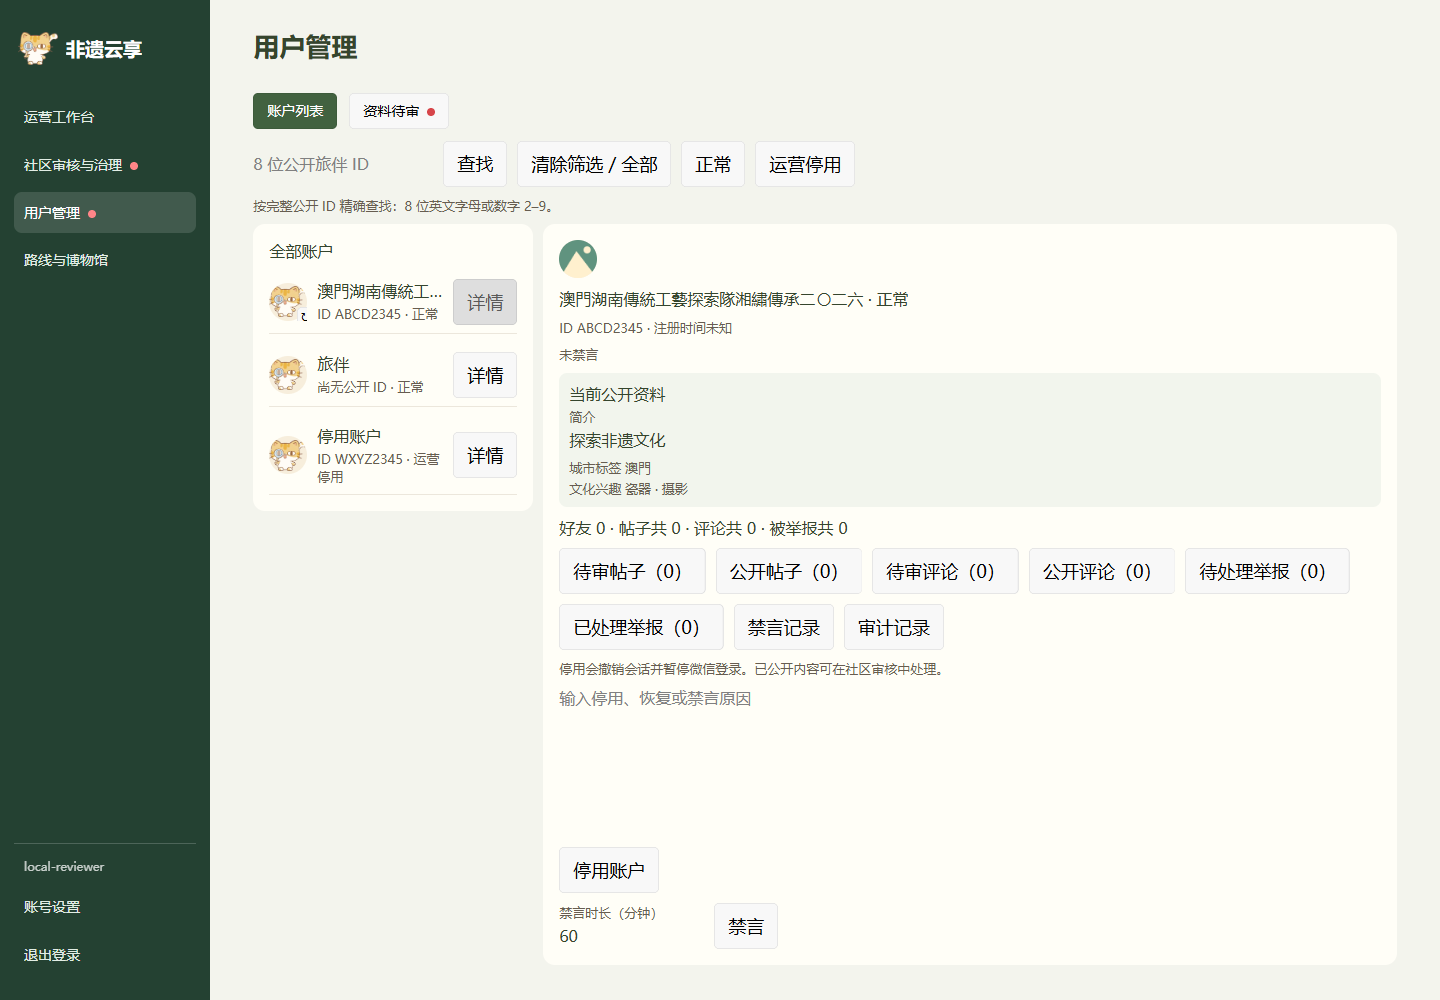 非遗云享
运营工作台
社区审核与治理
用户管理
路线与博物馆
local-reviewer
账号设置
退出登录
用户管理
账户列表
资料待审
8 位公开旅伴 ID
查找
清除筛选 / 全部
正常
运营停用
按完整公开 ID 精确查找：8 位英文字母或数字 2–9。
全部账户
澳門湖南傳統工...
ID ABCD2345 · 正常
详情
旅伴
尚无公开 ID · 正常
详情
停用账户
ID WXYZ2345 · 运营
停用
详情
澳門湖南傳統工藝探索隊湘繡傳承二〇二六 · 正常
ID ABCD2345 · 注册时间未知
未禁言
当前公开资料
简介
探索非遗文化
城市标签 澳門
文化兴趣 瓷器 · 摄影
好友 0 · 帖子共 0 · 评论共 0 · 被举报共 0
待审帖子（0）
公开帖子（0）
待审评论（0）
公开评论（0）
待处理举报（0）
已处理举报（0）
禁言记录
审计记录
停用会撤销会话并暂停微信登录。已公开内容可在社区审核中处理。
输入停用、恢复或禁言原因
停用账户
禁言时长（分钟）
60
禁言